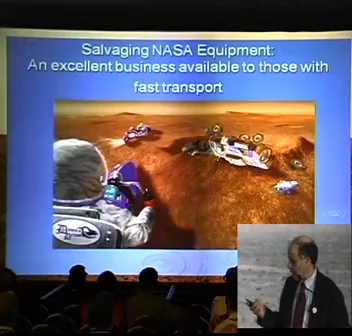 Salvaging NASA Equipment:
An excellent business available to those with
fast transport